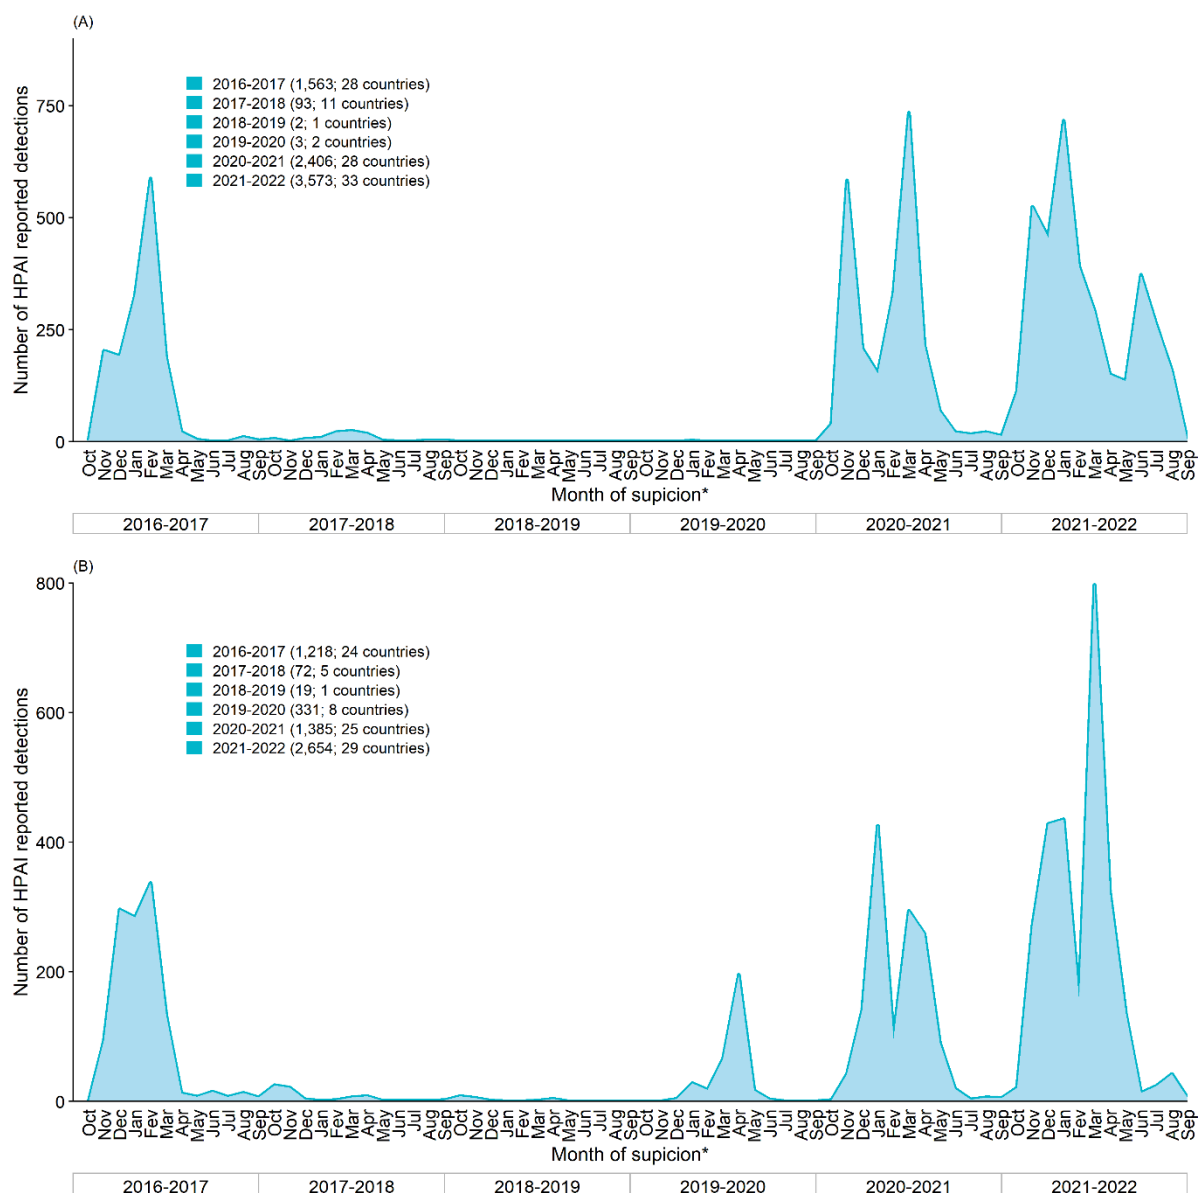 (A)
Number of HPAI reported detections
750
500
250
0
2016-2017 (1,563; 28 countries)
2017-2018 (93; 11 countries)
2018-2019 (2; 1 countries)
2019-2020 (3; 2 countries)
2020-2021 (2,406; 28 countries)
2021-2022 (3,573; 33 countries)
Oct Nov Dec Jan Fev Mar Apr May Jun Jul Aug Sep Oct Nov Dec Jan Fev Mar Apr May Jun Jul Aug Sep Oct Nov Dec Jan Fev Mar Apr May Jun Jul Aug Sep Oct Nov Dec Jan Fev Mar Apr May Jun Jul Aug Sep Oct Nov Dec Jan Fev Mar Apr May Jun Jul Aug Sep Oct Nov Dec Jan Fev Mar Apr May Jun Jul Aug Sep
Month of supicion*
2016-2017 2017-2018 2018-2019 2019-2020 2020-2021 2021-2022
(B)
Number of HPAI reported detections
800
600
400
200
0
2016-2017 (1,218; 24 countries)
2017-2018 (72; 5 countries)
2018-2019 (19; 1 countries)
2019-2020 (331; 8 countries)
2020-2021 (1,385; 25 countries)
2021-2022 (2,654; 29 countries)
Oct Nov Dec Jan Fev Mar Apr May Jun Jul Aug Sep Oct Nov Dec Jan Fev Mar Apr May Jun Jul Aug Sep Oct Nov Dec Jan Fev Mar Apr May Jun Jul Aug Sep Oct Nov Dec Jan Fev Mar Apr May Jun Jul Aug Sep Oct Nov Dec Jan Fev Mar Apr May Jun Jul Aug Sep Oct Nov Dec Jan Fev Mar Apr May Jun Jul Aug Sep
Month of supicion*
2016-2017 2017-2018 2018-2019 2019-2020 2020-2021 2021-2022